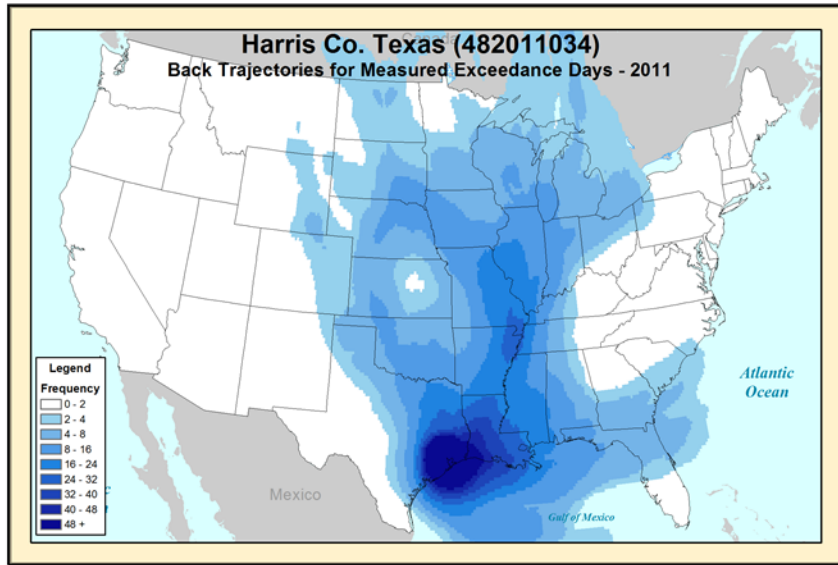 Canada
Harris Co. Texas (482011034)
Back Trajectories for Measured Exceedance Days - 2011
Atlantic
Ocean
Legend
Frequency
0 - 2
2 - 4
4 - 8
8 - 16
16 - 24
24 - 32
32 - 40
40 - 48
48 +
Mexico
Gulf of Mexico